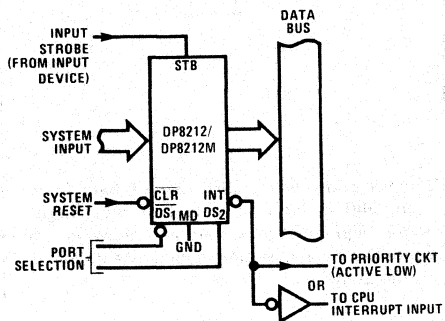 INPUT
STROBE
(FROM INPUT
DEVICE)
DATA
BUS
STB
SYSTEM
INPUT
DP8212/
DP8212M
SYSTEM
RESET
CLR INT
DS1 MD DS2
GND
PORT
SELECTION
TO PRIORITY CKT
(ACTIVE LOW)
OR
TO CPU
INTERRUPT INPUT